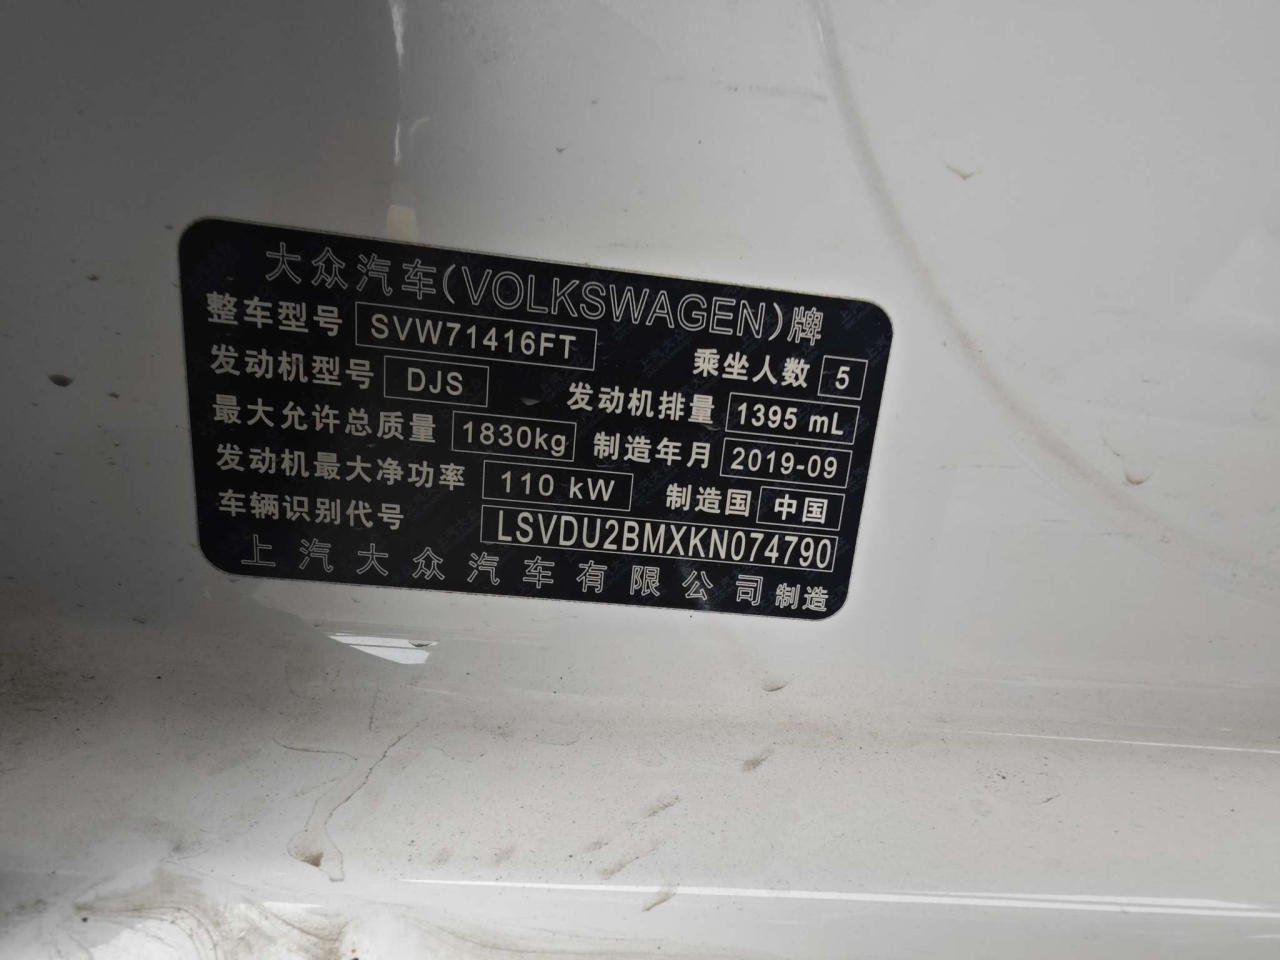 大众汽车(VOLKSWAGEN)牌
整车型号 SVW71416FT 乘坐人数 5
发动机型号 DJS 发动机排量 1395 mL
最大允许总质量 1830kg 制造年月 2019-09
发动机最大净功率 110 kW 制造国 中国
车辆识别代号 LSVDU2BMXKN074790
上汽大众汽车有限公司 制造